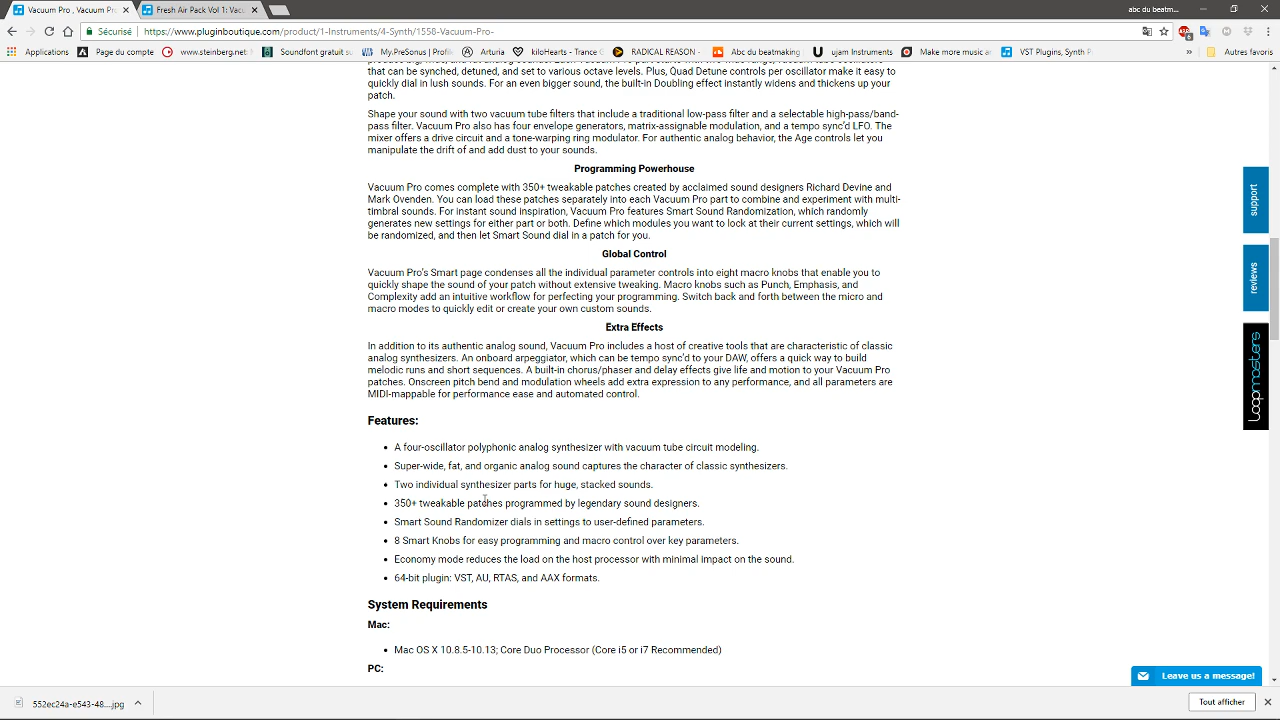 Vacuum Pro , Vacuum Pr
Fresh Air Pack Vol 1: Vacu
abc du beatm...
Sécurisé
https://www.pluginboutique.com/product/1-Instruments/4-Synth/1558-Vacuum-Pro-
Applications
Page du compte
www.steinberg.net
Soundfont gratuit su
My.PreSonus | Profil
Arturia
kiloHearts - Trance G
RADICAL REASON -
Abc du beatmaking
ujam Instruments
Make more music a
VST Plugins, Synth P
»
Autres favoris
that can be synched, detuned, and set to various octave levels. Plus, Quad Detune controls per oscillator make it easy to
quickly dial in lush sounds. For an even bigger sound, the built-in Doubling effect instantly widens and thickens up your
patch.
Shape your sound with two vacuum tube filters that include a traditional low-pass filter and a selectable high-pass/band-
pass filter. Vacuum Pro also has four envelope generators, matrix-assignable modulation, and a tempo sync'd LFO. The
mixer offers a drive circuit and a tone-warping ring modulator. For authentic analog behavior, the Age controls let you
manipulate the drift of and add dust to your sounds.
Programming Powerhouse
Vacuum Pro comes complete with 350+ tweakable patches created by acclaimed sound designers Richard Devine and
Mark Ovenden. You can load these patches separately into each Vacuum Pro part to combine and experiment with multi-
timbral sounds. For instant sound inspiration, Vacuum Pro features Smart Sound Randomization, which randomly
generates new settings for either part or both. Define which modules you want to lock at their current settings, which will
be randomized, and then let Smart Sound dial in a patch for you.
Global Control
Vacuum Pro's Smart page condenses all the individual parameter controls into eight macro knobs that enable you to
quickly shape the sound of your patch without extensive tweaking. Macro knobs such as Punch, Emphasis, and
Complexity add an intuitive workflow for perfecting your programming. Switch back and forth between the micro and
macro modes to quickly edit or create your own custom sounds.
Extra Effects
In addition to its authentic analog sound, Vacuum Pro includes a host of creative tools that are characteristic of classic
analog synthesizers. An onboard arpeggiator, which can be tempo sync'd to your DAW, offers a quick way to build
melodic runs and short sequences. A built-in chorus/phaser and delay effects give life and motion to your Vacuum Pro
patches. Onscreen pitch bend and modulation wheels add extra expression to any performance, and all parameters are
MIDI-mappable for performance ease and automated control.
Features:
• A four-oscillator polyphonic analog synthesizer with vacuum tube circuit modeling.
• Super-wide, fat, and organic analog sound captures the character of classic synthesizers.
• Two individual synthesizer parts for huge, stacked sounds.
• 350+ tweakable patches programmed by legendary sound designers.
• Smart Sound Randomizer dials in settings to user-defined parameters.
• 8 Smart Knobs for easy programming and macro control over key parameters.
• Economy mode reduces the load on the host processor with minimal impact on the sound.
• 64-bit plugin: VST, AU, RTAS, and AAX formats.
System Requirements
Mac:
• Mac OS X 10.8.5-10.13; Core Duo Processor (Core i5 or i7 Recommended)
PC:
support
reviews
loopmasters
Leave us a message!
552ec24a-e543-48....jpg
Tout afficher